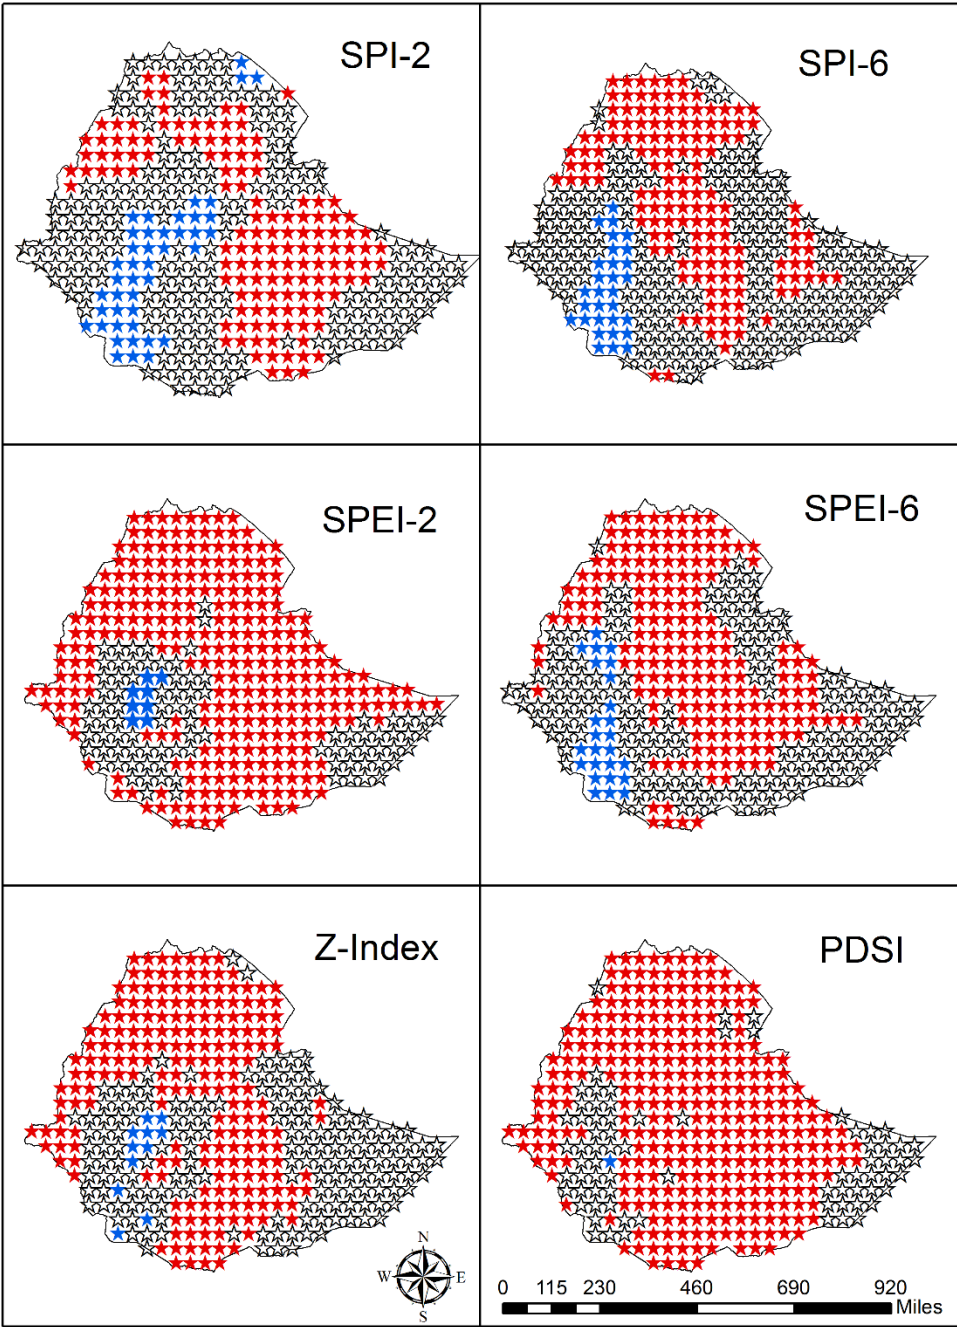 SPI-2
SPI-6
SPEI-2
SPEI-6
Z-Index
PDSI
N
W E
S
0 115 230 460 690 920
Miles